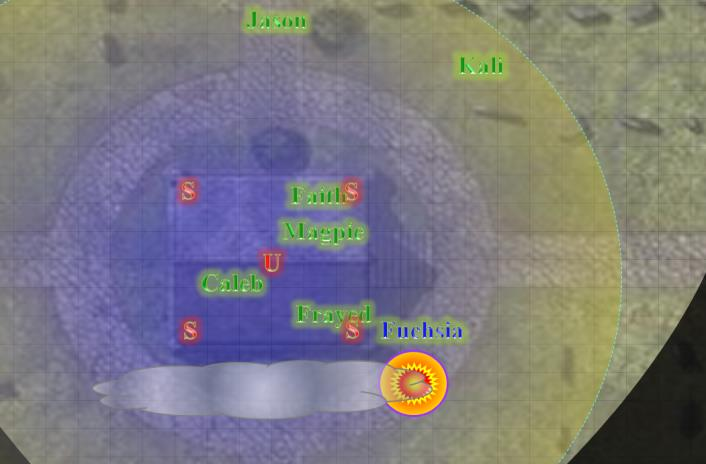 Jason
Kali
S
Faith S
Magpie
U
Caleb
Frayed
S
S
Fuchsia